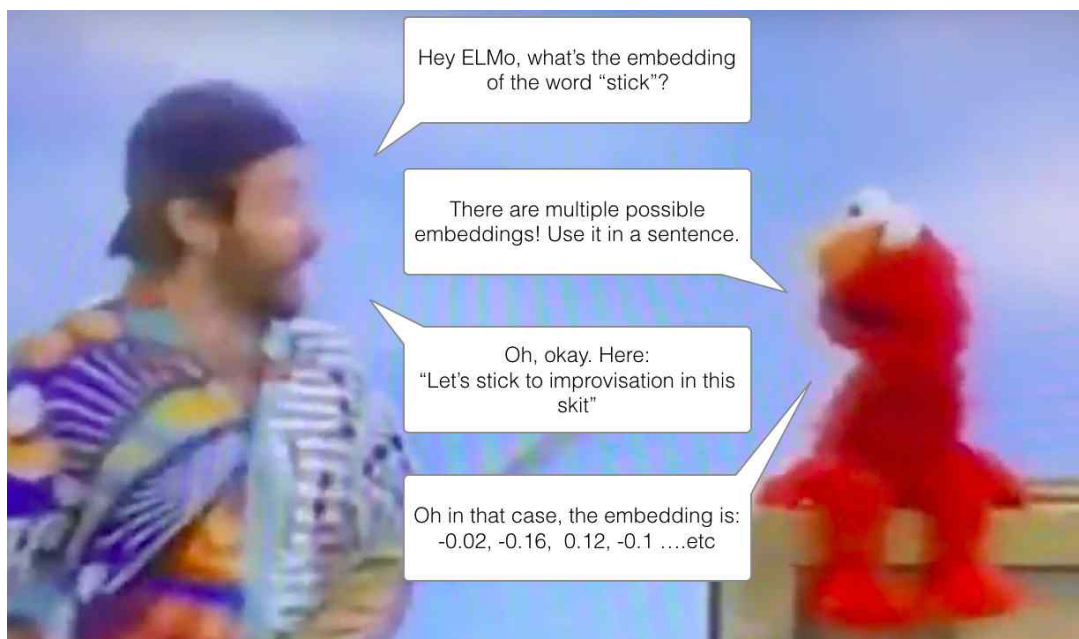 Hey ELMo, what’s the embedding
of the word “stick”?
There are multiple possible
embeddings! Use it in a sentence.
Oh, okay. Here:
“Let’s stick to improvisation in this
skit”
Oh in that case, the embedding is:
-0.02, -0.16, 0.12, -0.1 ….etc